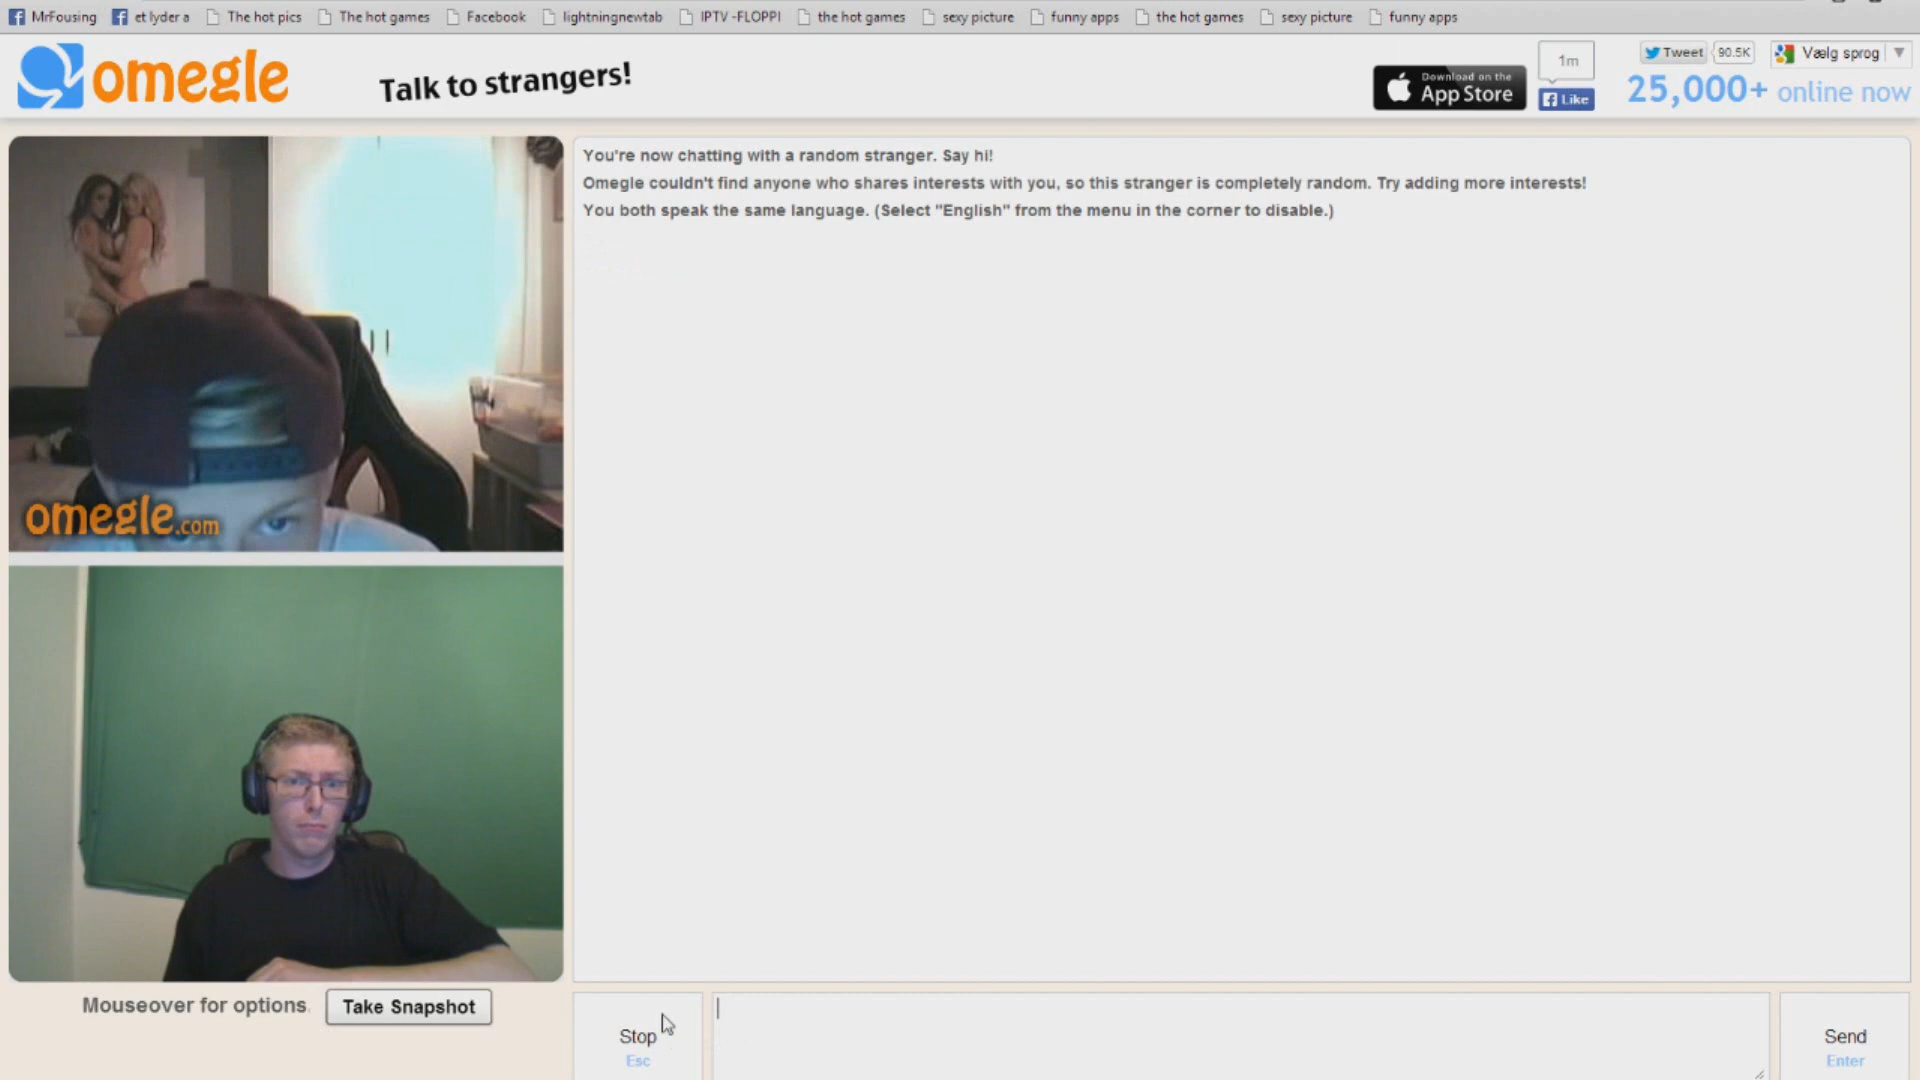 MrFousing et lyder a The hot pics The hot games Facebook lightningnewtab IPTV -FLOPPI the hot games sexy picture funny apps the hot games sexy picture funny apps
omegle Talk to strangers! Download on the App Store 1m Like Tweet 90.5K Vælg sprog
25,000+ online now
You're now chatting with a random stranger. Say hi!
Omegle couldn't find anyone who shares interests with you, so this stranger is completely random. Try adding more interests!
You both speak the same language. (Select "English" from the menu in the corner to disable.)
omegle.com
Mouseover for options. Take Snapshot
Stop
Esc
Send
Enter